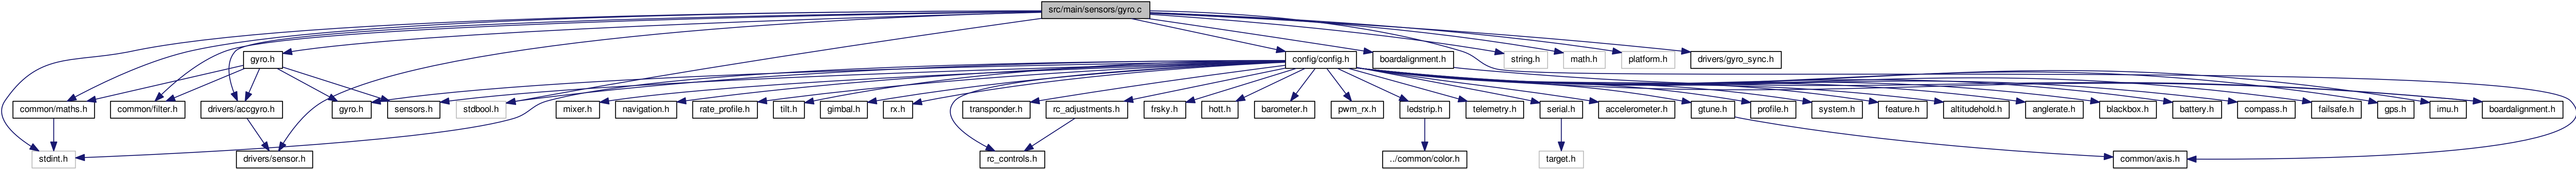 src/main/sensors/gyro.c
gyro.h
config/config.h
boardalignment.h
string.h
math.h
platform.h
drivers/gyro_sync.h
common/maths.h
common/filter.h
drivers/accgyro.h
gyro.h
sensors.h
stdbool.h
mixer.h
navigation.h
rate_profile.h
tilt.h
gimbal.h
rx.h
transponder.h
rc_adjustments.h
frsky.h
hott.h
barometer.h
pwm_rx.h
ledstrip.h
telemetry.h
serial.h
accelerometer.h
gtune.h
profile.h
system.h
feature.h
altitudehold.h
anglerate.h
blackbox.h
battery.h
compass.h
failsafe.h
gps.h
imu.h
boardalignment.h
stdint.h
drivers/sensor.h
rc_controls.h
../common/color.h
target.h
common/axis.h